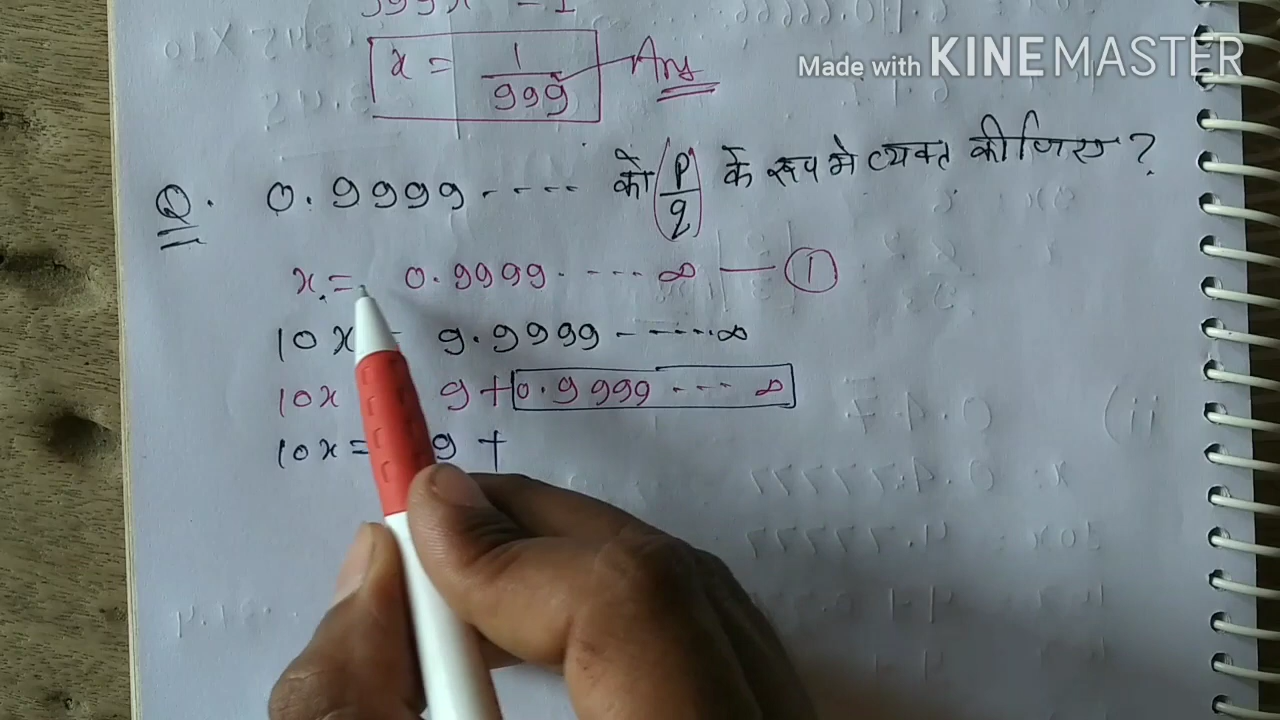 Made with KINEMASTER
x = 1/999 Ans
Q. 0.9999..... को (p/q) के रूप मे व्यक्त कीजिए ?
x = 0.9999.....∞ — ①
10x = 9.9999.......∞
10x 9+0.9999....∞
10x = 9 +